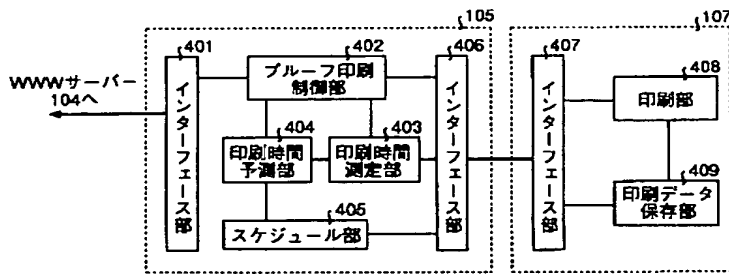 105
107
401
402
406
407
408
WWWサーバー
104へ
インターフェース部
プルーフ印刷
制御部
インターフェース部
インターフェース部
印刷部
404
403
印刷時間
予測部
印刷時間
測定部
409
印刷データ
保存部
405
スケジュール部